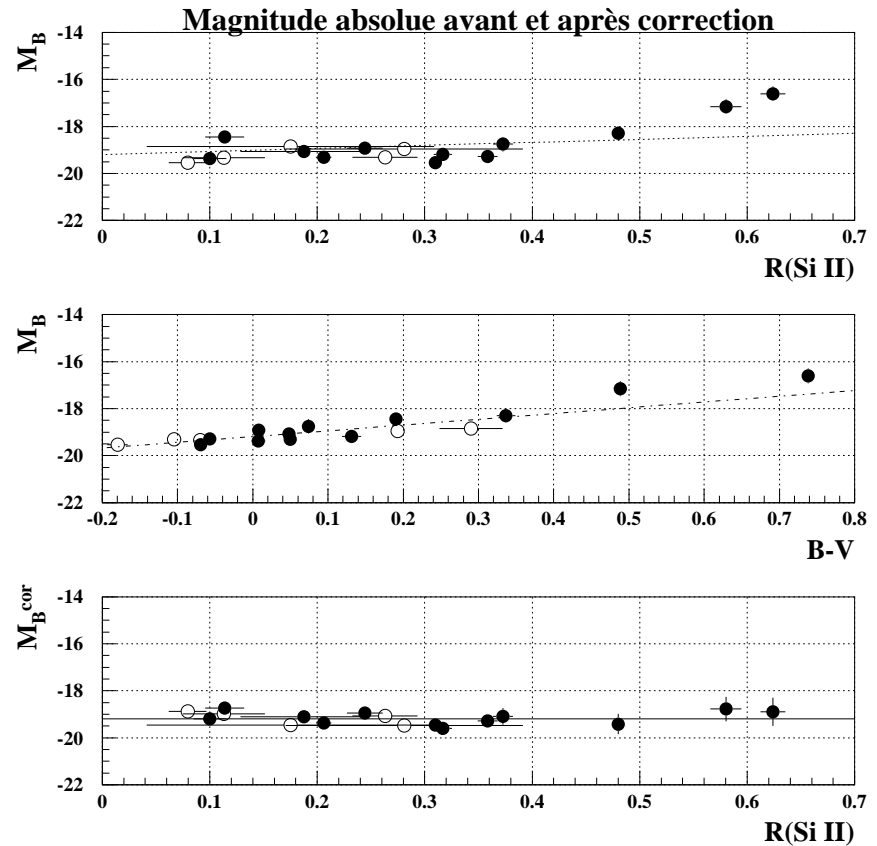 Magnitude absolue avant et après correction
M_B
-14
-16
-18
-20
-22
0 0.1 0.2 0.3 0.4 0.5 0.6 0.7
R(Si II)
M_B
-14
-16
-18
-20
-22
-0.2 -0.1 0 0.1 0.2 0.3 0.4 0.5 0.6 0.7 0.8
B-V
M_B^cor
-14
-16
-18
-20
-22
0 0.1 0.2 0.3 0.4 0.5 0.6 0.7
R(Si II)